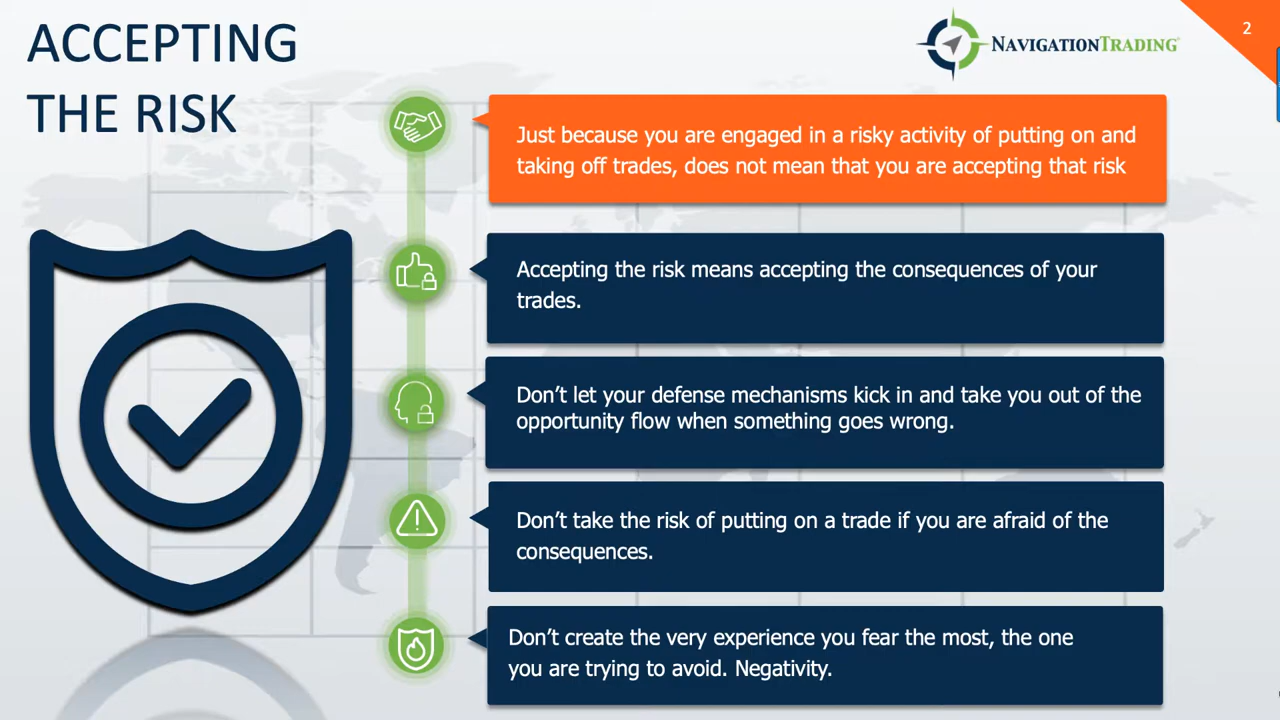 ACCEPTING
THE RISK
NAVIGATIONTRADING®
2
Just because you are engaged in a risky activity of putting on and
taking off trades, does not mean that you are accepting that risk
Accepting the risk means accepting the consequences of your
trades.
Don’t let your defense mechanisms kick in and take you out of the
opportunity flow when something goes wrong.
Don’t take the risk of putting on a trade if you are afraid of the
consequences.
Don’t create the very experience you fear the most, the one
you are trying to avoid. Negativity.